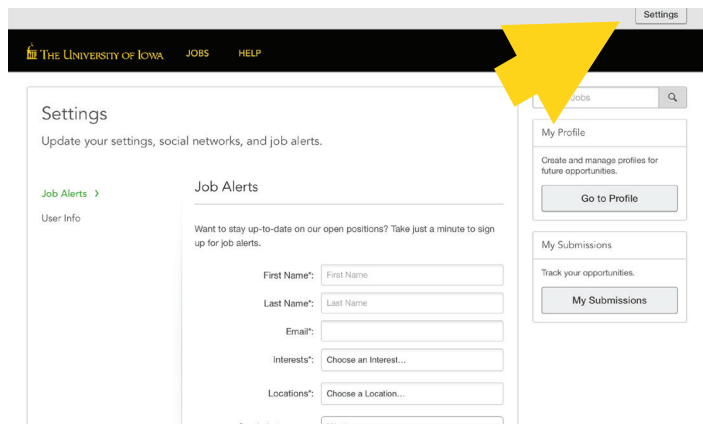 Settings
THE UNIVERSITY OF IOWA JOBS HELP
Jobs
Settings
Update your settings, social networks, and job alerts.
Job Alerts
User Info
Job Alerts
Want to stay up-to-date on our open positions? Take just a minute to sign
up for job alerts.
First Name*: First Name
Last Name*: Last Name
Email*:
Interests*: Choose an Interest...
Locations*: Choose a Location...
My Profile
Create and manage profiles for
future opportunities.
Go to Profile
My Submissions
Track your opportunities.
My Submissions